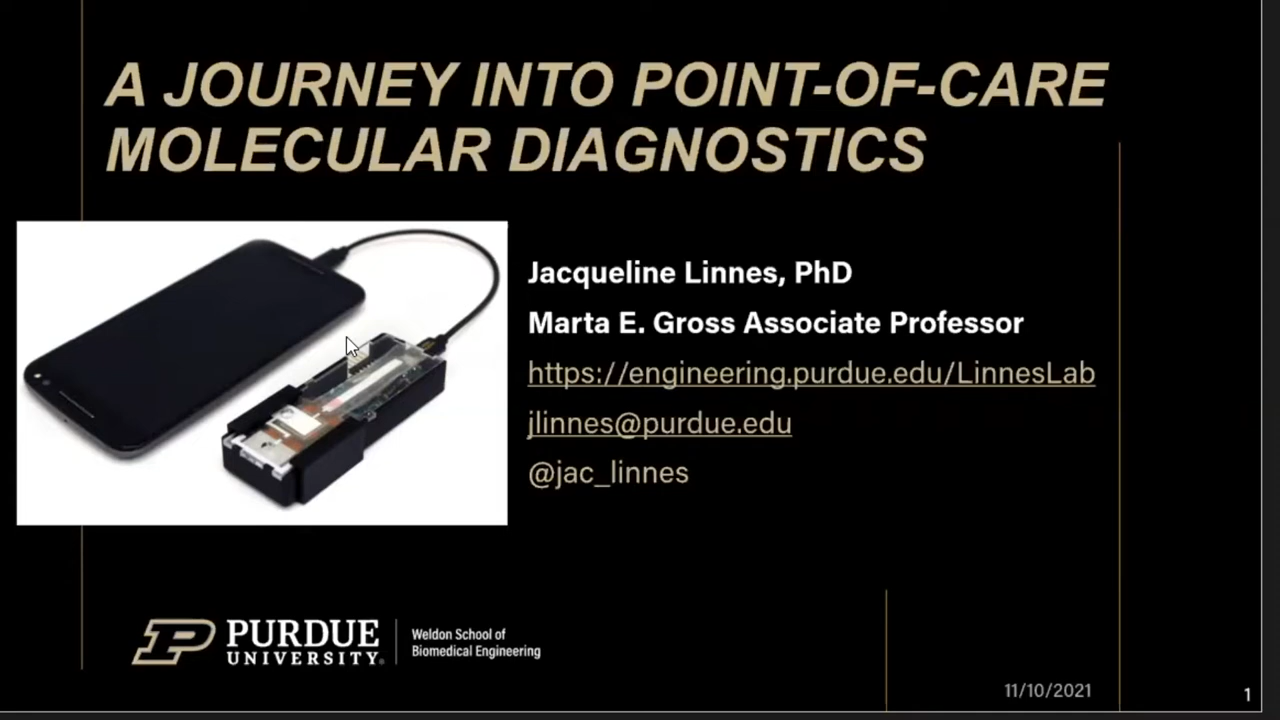 A JOURNEY INTO POINT-OF-CARE
MOLECULAR DIAGNOSTICS
Jacqueline Linnes, PhD
Marta E. Gross Associate Professor
https://engineering.purdue.edu/LinnesLab
jlinnes@purdue.edu
@jac_linnes
PURDUE
UNIVERSITY®
Weldon School of
Biomedical Engineering
11/10/2021
1